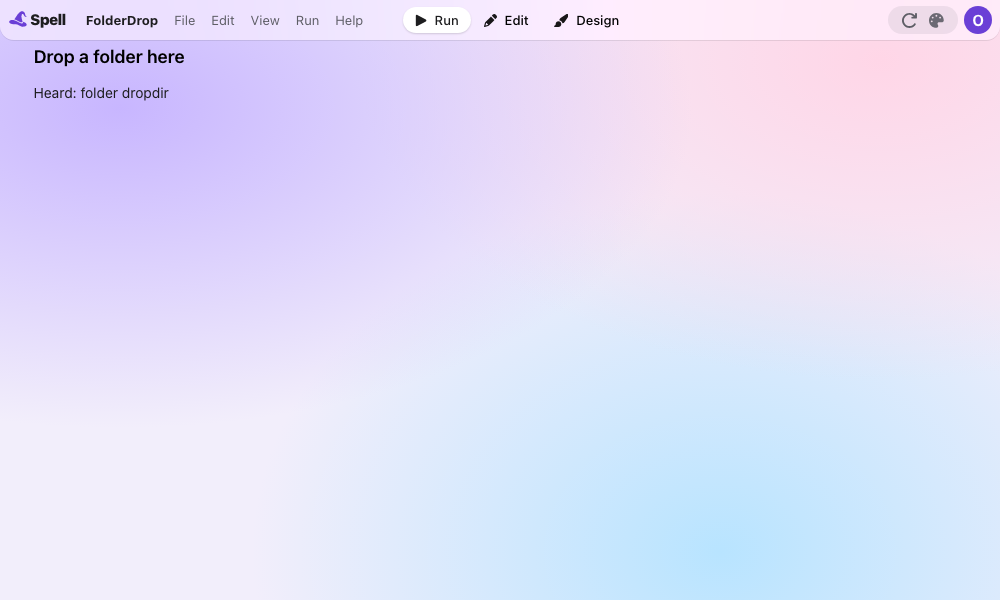 Spell FolderDrop File Edit View Run Help Run Edit Design O
Drop a folder here
Heard: folder dropdir